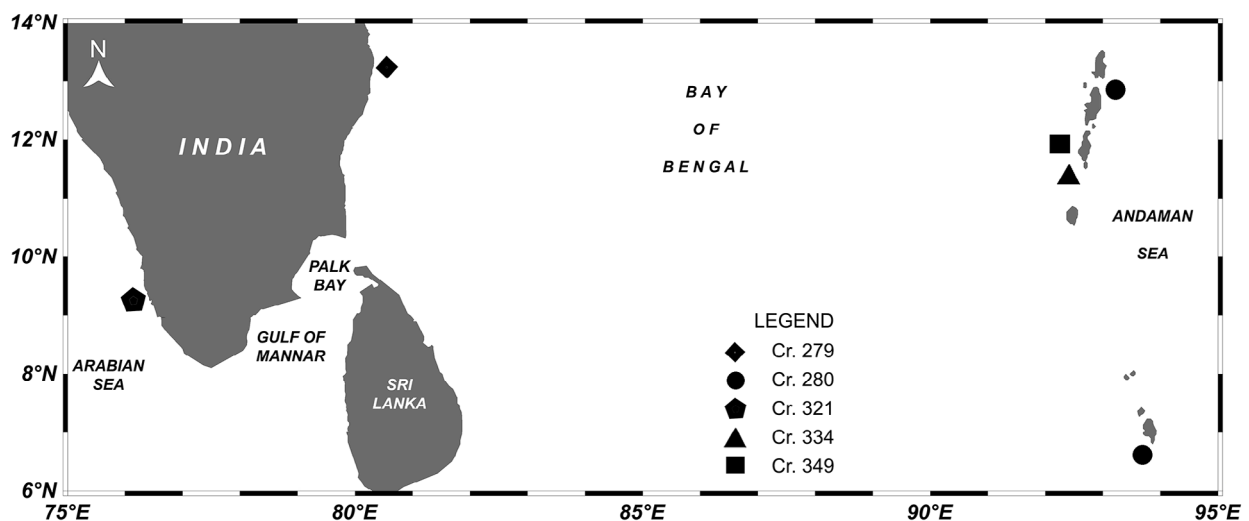 14°N
N
BAY
INDIA
12°N
OF
BENGAL
ANDAMAN
SEA
10°N
PALK
BAY
GULF OF
MANNAR
LEGEND
Cr. 279
ARABIAN
SEA
8°N
SRI
LANKA
Cr. 280
Cr. 321
Cr. 334
Cr. 349
6°N
75°E
80°E
85°E
90°E
95°E